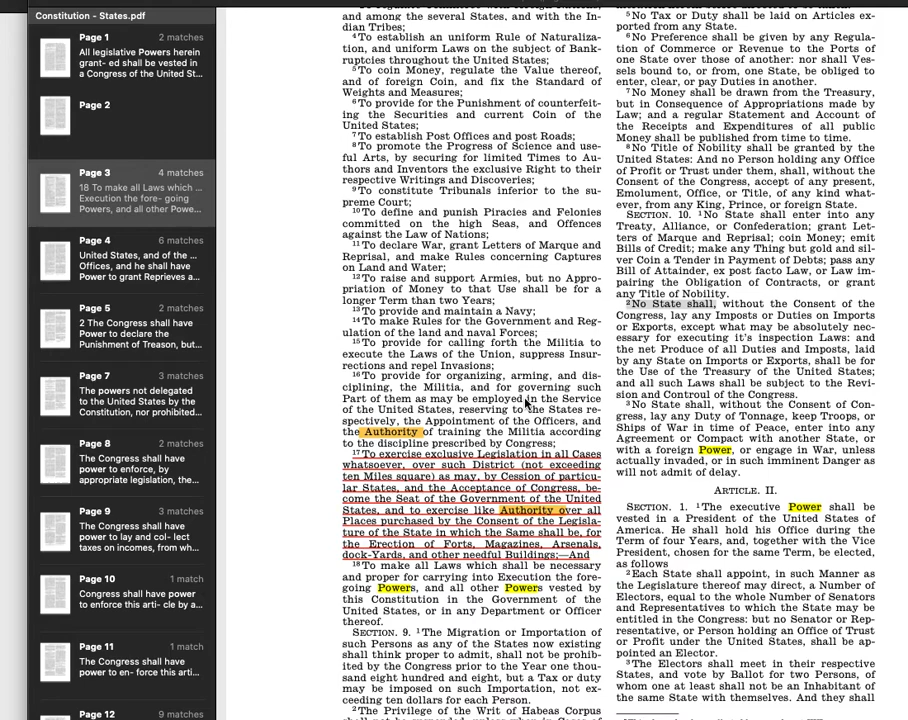 Constitution - States.pdf
Page 1 2 matches
All legislative Powers herein
grant- ed shall be vested in
a Congress of the United St...
Page 2
Page 3 4 matches
18 To make all Laws which ...
Execution the fore- going
Powers, and all other Powe...
Page 4 6 matches
United States, and of the ...
Offices, and he shall have
Power to grant Reprieves a...
Page 5 2 matches
2 The Congress shall have
Power to declare the
Punishment of Treason, but...
Page 7 3 matches
The powers not delegated
to the United States by the
Constitution, nor prohibited...
Page 8 2 matches
The Congress shall have
power to enforce, by
appropriate legislation, the...
Page 9 3 matches
The Congress shall have
power to lay and col- lect
taxes on incomes, from wh...
Page 10 1 match
Congress shall have power
to enforce this arti- cle by a...
Page 11 1 match
The Congress shall have
power to en- force this arti...
Page 12 9 matches
and among the several States, and with the In-
dian Tribes;
4To establish an uniform Rule of Naturaliza-
tion, and uniform Laws on the subject of Bank-
ruptcies throughout the United States;
5To coin Money, regulate the Value thereof,
and of foreign Coin, and fix the Standard of
Weights and Measures;
6To provide for the Punishment of counterfeit-
ing the Securities and current Coin of the
United States;
7To establish Post Offices and post Roads;
8To promote the Progress of Science and use-
ful Arts, by securing for limited Times to Au-
thors and Inventors the exclusive Right to their
respective Writings and Discoveries;
9To constitute Tribunals inferior to the su-
preme Court;
10To define and punish Piracies and Felonies
committed on the high Seas, and Offences
against the Law of Nations;
11To declare War, grant Letters of Marque and
Reprisal, and make Rules concerning Captures
on Land and Water;
12To raise and support Armies, but no Appro-
priation of Money to that Use shall be for a
longer Term than two Years;
13To provide and maintain a Navy;
14To make Rules for the Government and Reg-
ulation of the land and naval Forces;
15To provide for calling forth the Militia to
execute the Laws of the Union, suppress Insur-
rections and repel Invasions;
16To provide for organizing, arming, and dis-
ciplining, the Militia, and for governing such
Part of them as may be employed in the Service
of the United States, reserving to the States re-
spectively, the Appointment of the Officers, and
the Authority of training the Militia according
to the discipline prescribed by Congress;
17To exercise exclusive Legislation in all Cases
whatsoever, over such District (not exceeding
ten Miles square) as may, by Cession of particu-
lar States, and the Acceptance of Congress, be-
come the Seat of the Government of the United
States, and to exercise like Authority over all
Places purchased by the Consent of the Legisla-
ture of the State in which the Same shall be, for
the Erection of Forts, Magazines, Arsenals,
dock-Yards, and other needful Buildings;—And
18To make all Laws which shall be necessary
and proper for carrying into Execution the fore-
going Powers, and all other Powers vested by
this Constitution in the Government of the
United States, or in any Department or Officer
thereof.
SECTION. 9. 1The Migration or Importation of
such Persons as any of the States now existing
shall think proper to admit, shall not be prohib-
ited by the Congress prior to the Year one thou-
sand eight hundred and eight, but a Tax or duty
may be imposed on such Importation, not ex-
ceeding ten dollars for each Person.
2The Privilege of the Writ of Habeas Corpus
5No Tax or Duty shall be laid on Articles ex-
ported from any State.
6No Preference shall be given by any Regula-
tion of Commerce or Revenue to the Ports of
one State over those of another: nor shall Ves-
sels bound to, or from, one State, be obliged to
enter, clear, or pay Duties in another.
7No Money shall be drawn from the Treasury,
but in Consequence of Appropriations made by
Law; and a regular Statement and Account of
the Receipts and Expenditures of all public
Money shall be published from time to time.
8No Title of Nobility shall be granted by the
United States: And no Person holding any Office
of Profit or Trust under them, shall, without the
Consent of the Congress, accept of any present,
Emolument, Office, or Title, of any kind what-
ever, from any King, Prince, or foreign State.
SECTION. 10. 1No State shall enter into any
Treaty, Alliance, or Confederation; grant Let-
ters of Marque and Reprisal; coin Money; emit
Bills of Credit; make any Thing but gold and sil-
ver Coin a Tender in Payment of Debts; pass any
Bill of Attainder, ex post facto Law, or Law im-
pairing the Obligation of Contracts, or grant
any Title of Nobility.
2No State shall, without the Consent of the
Congress, lay any Imposts or Duties on Imports
or Exports, except what may be absolutely nec-
essary for executing it's inspection Laws: and
the net Produce of all Duties and Imposts, laid
by any State on Imports or Exports, shall be for
the Use of the Treasury of the United States;
and all such Laws shall be subject to the Revi-
sion and Controul of the Congress.
3No State shall, without the Consent of Con-
gress, lay any Duty of Tonnage, keep Troops, or
Ships of War in time of Peace, enter into any
Agreement or Compact with another State, or
with a foreign Power, or engage in War, unless
actually invaded, or in such imminent Danger as
will not admit of delay.
ARTICLE. II.
SECTION. 1. 1The executive Power shall be
vested in a President of the United States of
America. He shall hold his Office during the
Term of four Years, and, together with the Vice
President, chosen for the same Term, be elected,
as follows
2Each State shall appoint, in such Manner as
the Legislature thereof may direct, a Number of
Electors, equal to the whole Number of Senators
and Representatives to which the State may be
entitled in the Congress: but no Senator or Rep-
resentative, or Person holding an Office of Trust
or Profit under the United States, shall be ap-
pointed an Elector.
3The Electors shall meet in their respective
States, and vote by Ballot for two Persons, of
whom one at least shall not be an Inhabitant of
the same State with themselves. And they shall